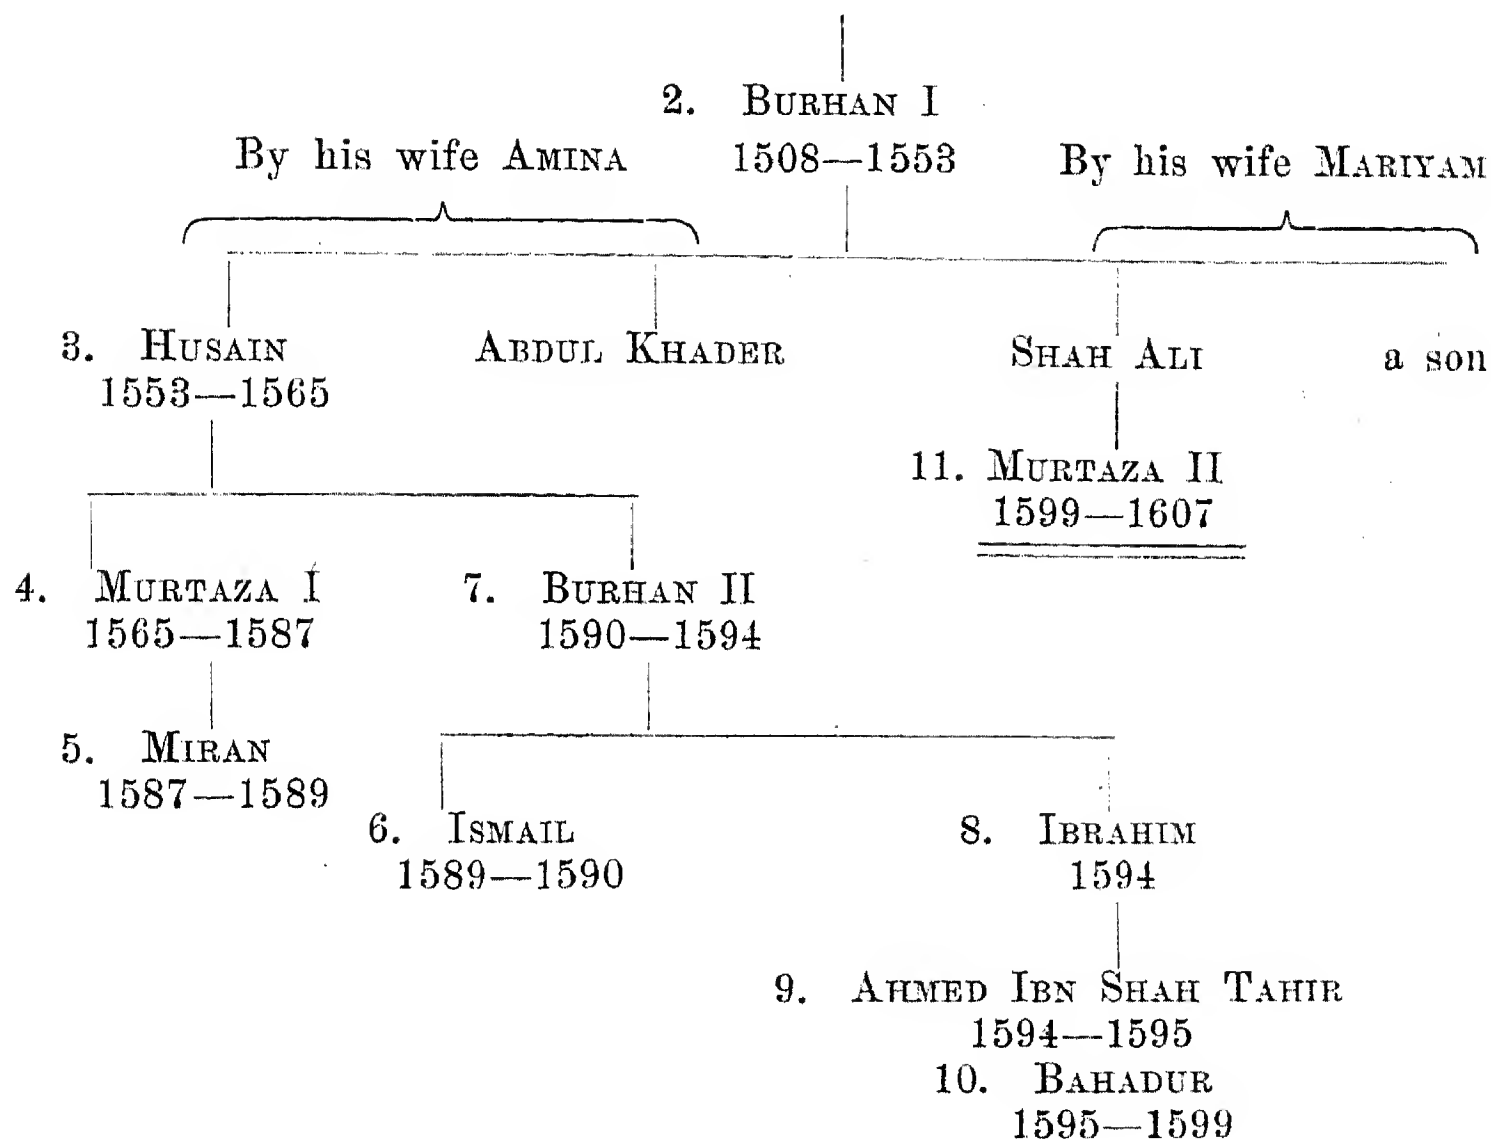 2. BURHAN I
By his wife AMINA
1508—1553
By his wife MARIYAM
3. HUSAIN
1553—1565
ABDUL KHADER
SHAH ALI
a son
11. MURTAZA II
1599—1607
4. MURTAZA I
1565—1587
7. BURHAN II
1590—1594
5. MIRAN
1587—1589
6. ISMAIL
1589—1590
8. IBRAHIM
1594
9. AHMED IBN SHAH TAHIR
1594—1595
10. BAHADUR
1595—1599